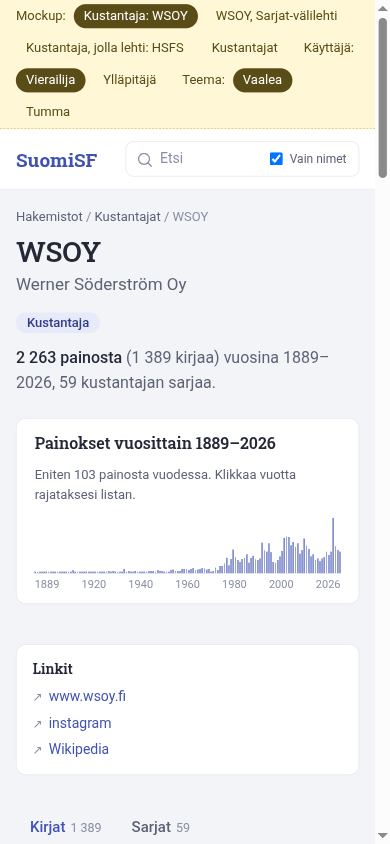 Mockup: Kustantaja: WSOY WSOY, Sarjat-välilehti
Kustantaja, jolla lehti: HSFS Kustantajat Käyttäjä:
Vierailija Ylläpitäjä Teema: Vaalea
Tumma
SuomiSF Etsi Vain nimet
Hakemistot / Kustantajat / WSOY
WSOY
Werner Söderström Oy
Kustantaja
2 263 painosta (1 389 kirjaa) vuosina 1889–
2026, 59 kustantajan sarjaa.
Painokset vuosittain 1889–2026
Eniten 103 painosta vuodessa. Klikkaa vuotta
rajataksesi listan.
1889 1920 1940 1960 1980 2000 2026
Linkit
↗ www.wsoy.fi
↗ instagram
↗ Wikipedia
Kirjat 1 389 Sarjat 59